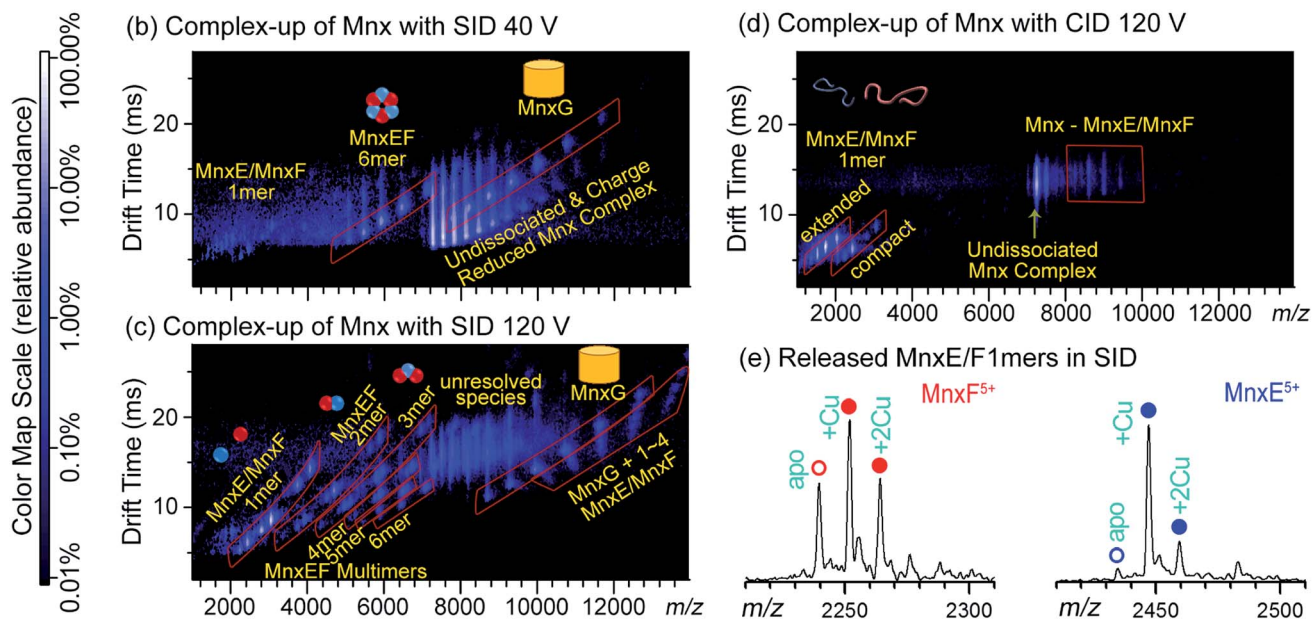 Color Map Scale (relative abundance)
100.00%
10.00%
1.00%
0.10%
0.01%
(b) Complex-up of Mnx with SID 40 V
Drift Time (ms)
20
10
MnxE/MnxF
1mer
MnxEF
6mer
MnxG
Undissociated & Charge
Reduced Mnx Complex
2000 4000 6000 8000 10000 12000 m/z
(c) Complex-up of Mnx with SID 120 V
Drift Time (ms)
20
10
MnxE/MnxF
1mer
MnxEF
2mer
3mer
unresolved
species
MnxG
MnxG + 1~4
MnxE/MnxF
4mer
5mer
6mer
MnxEF Multimers
2000 4000 6000 8000 10000 12000 m/z
(d) Complex-up of Mnx with CID 120 V
Drift Time (ms)
20
10
MnxE/MnxF
1mer
extended
compact
Mnx - MnxE/MnxF
Undissociated
Mnx Complex
2000 4000 6000 8000 10000 12000 m/z
(e) Released MnxE/F1mers in SID
MnxF5+
apo
+Cu
+2Cu
m/z 2250 2300
MnxE5+
apo
+Cu
+2Cu
m/z 2450 2500